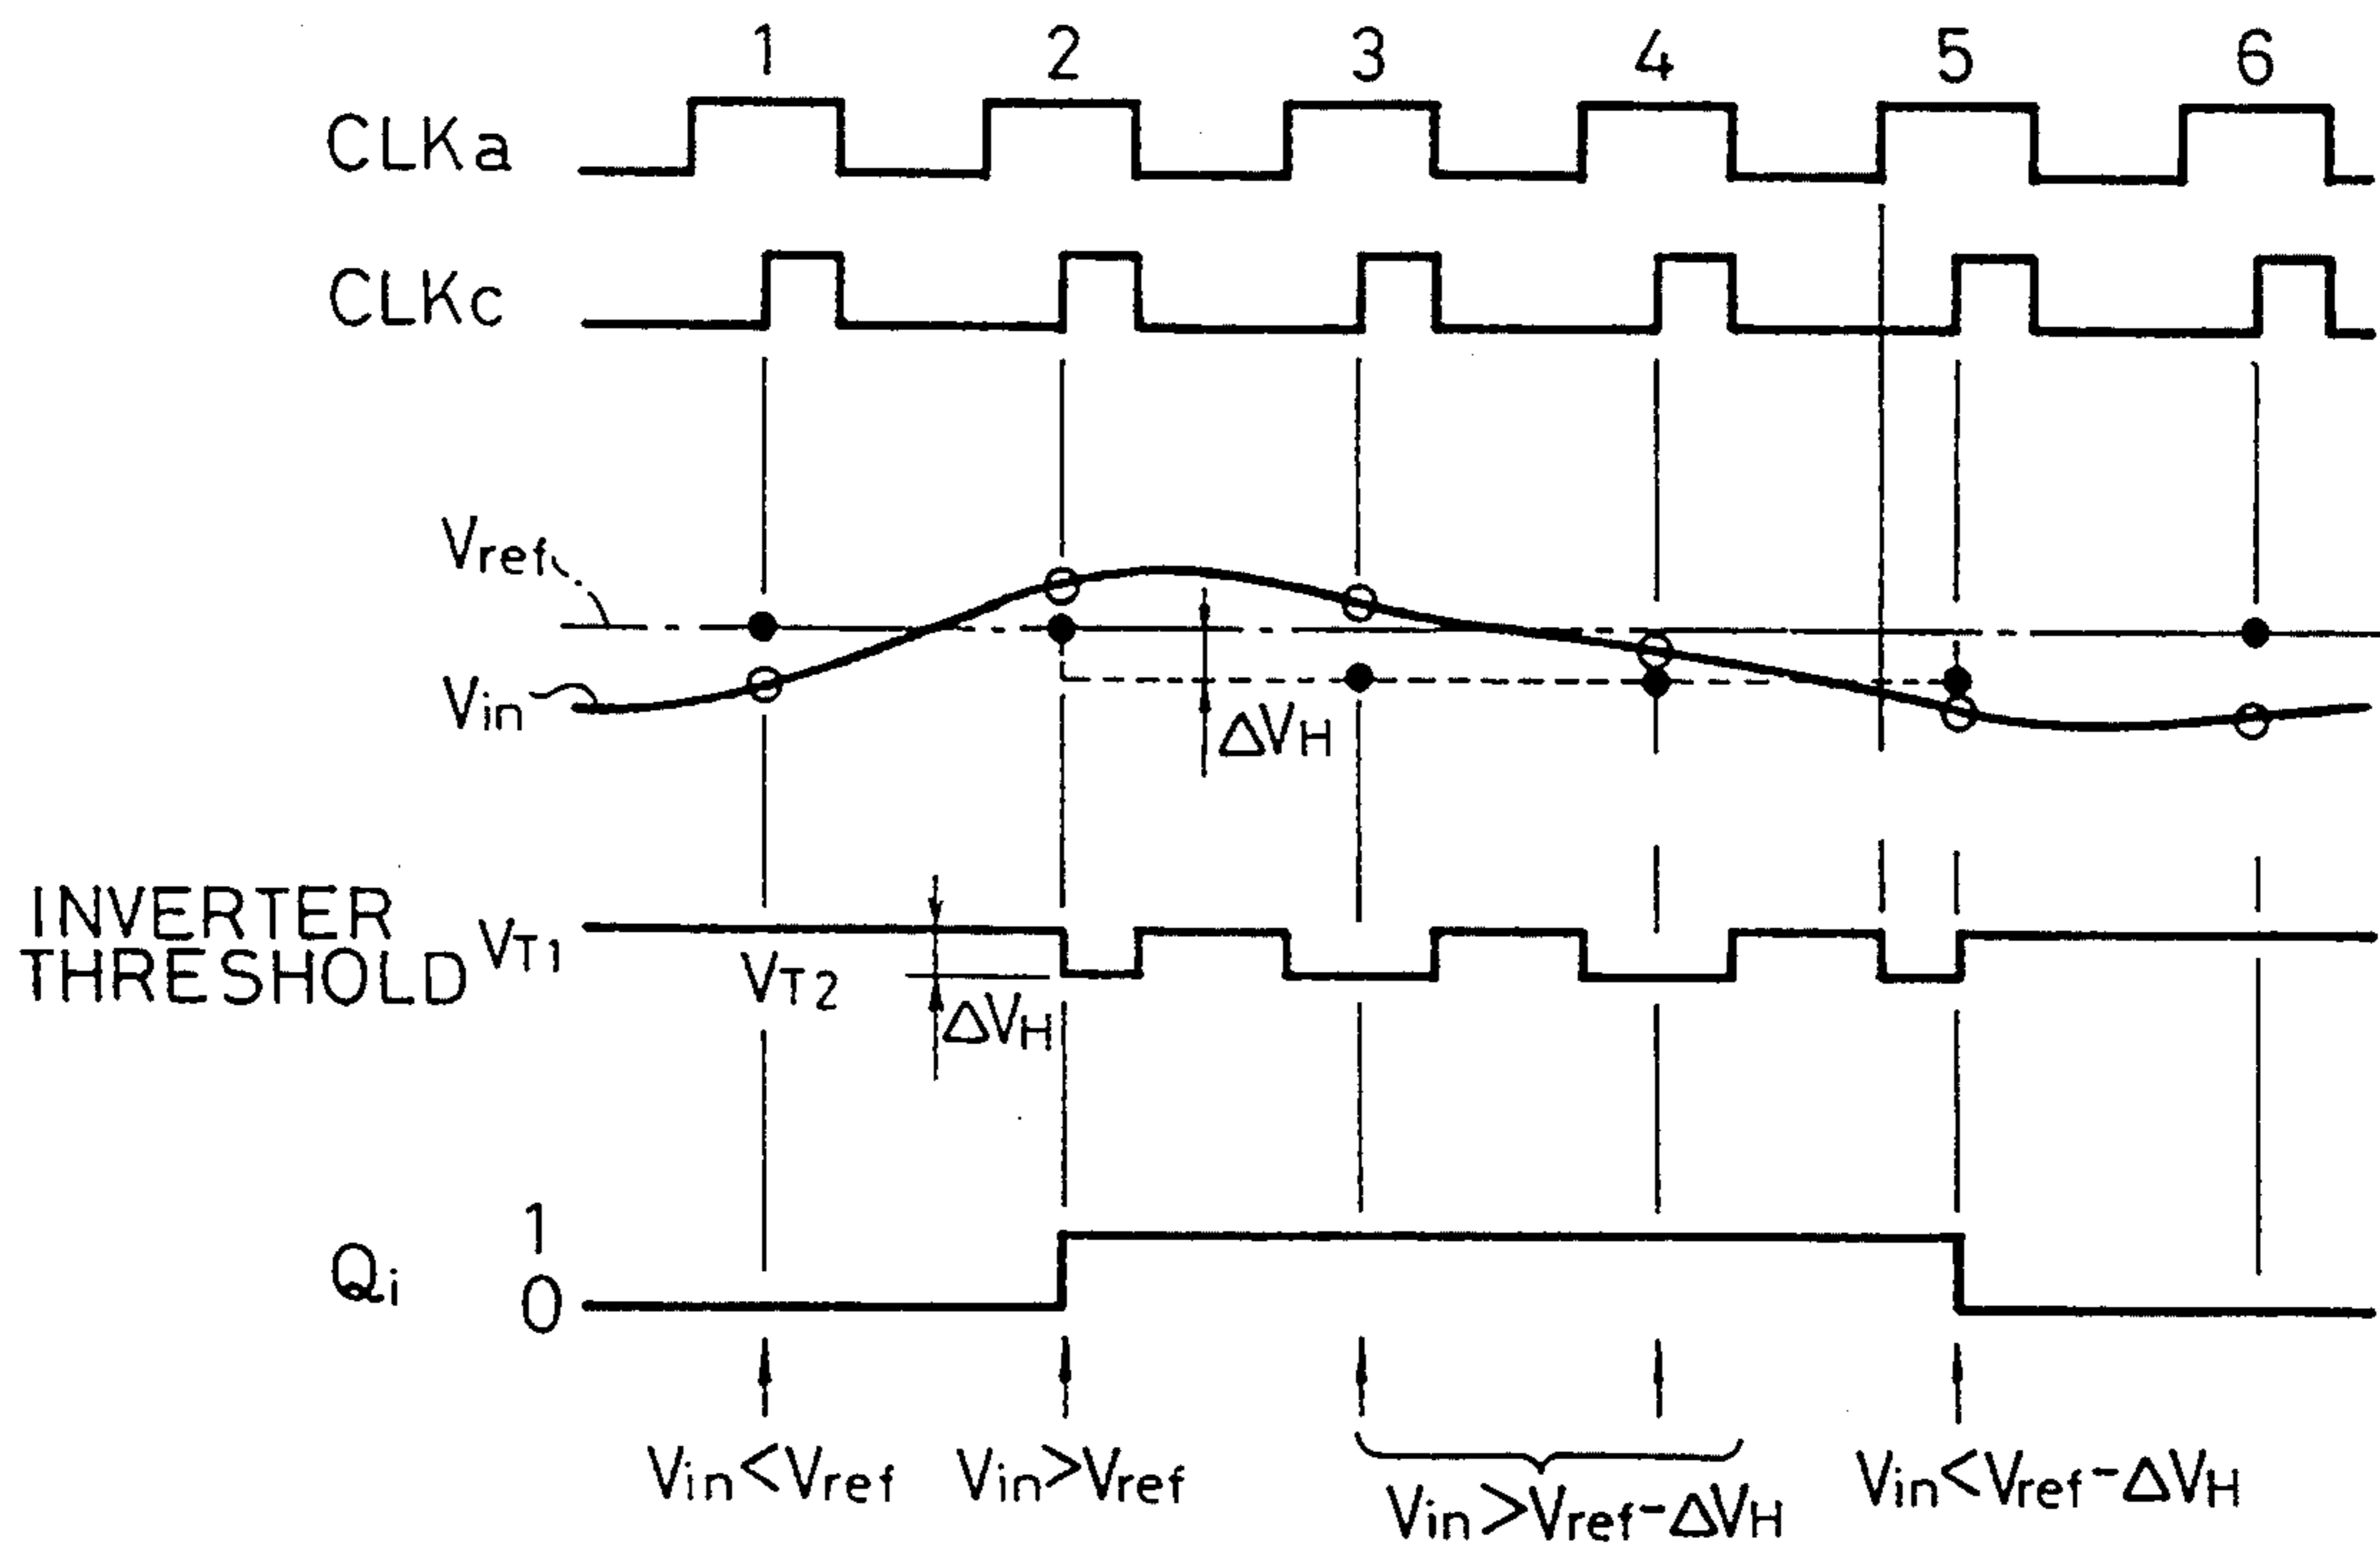 1 2 3 4 5 6
CLKa
CLKc
Vref
Vin
ΔVH
INVERTER
THRESHOLD
VT1
VT2
ΔVH
Qi
1
0
Vin<Vref
Vin>Vref
Vin>Vref-ΔVH
Vin<Vref-ΔVH